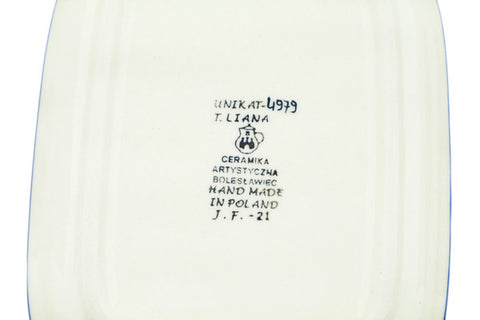 UNIKAT-4979
T. LIANA
CERAMIKA
ARTYSTYCZNA
BOLESŁAWIEC
HAND MADE
IN POLAND
J. F. - 21